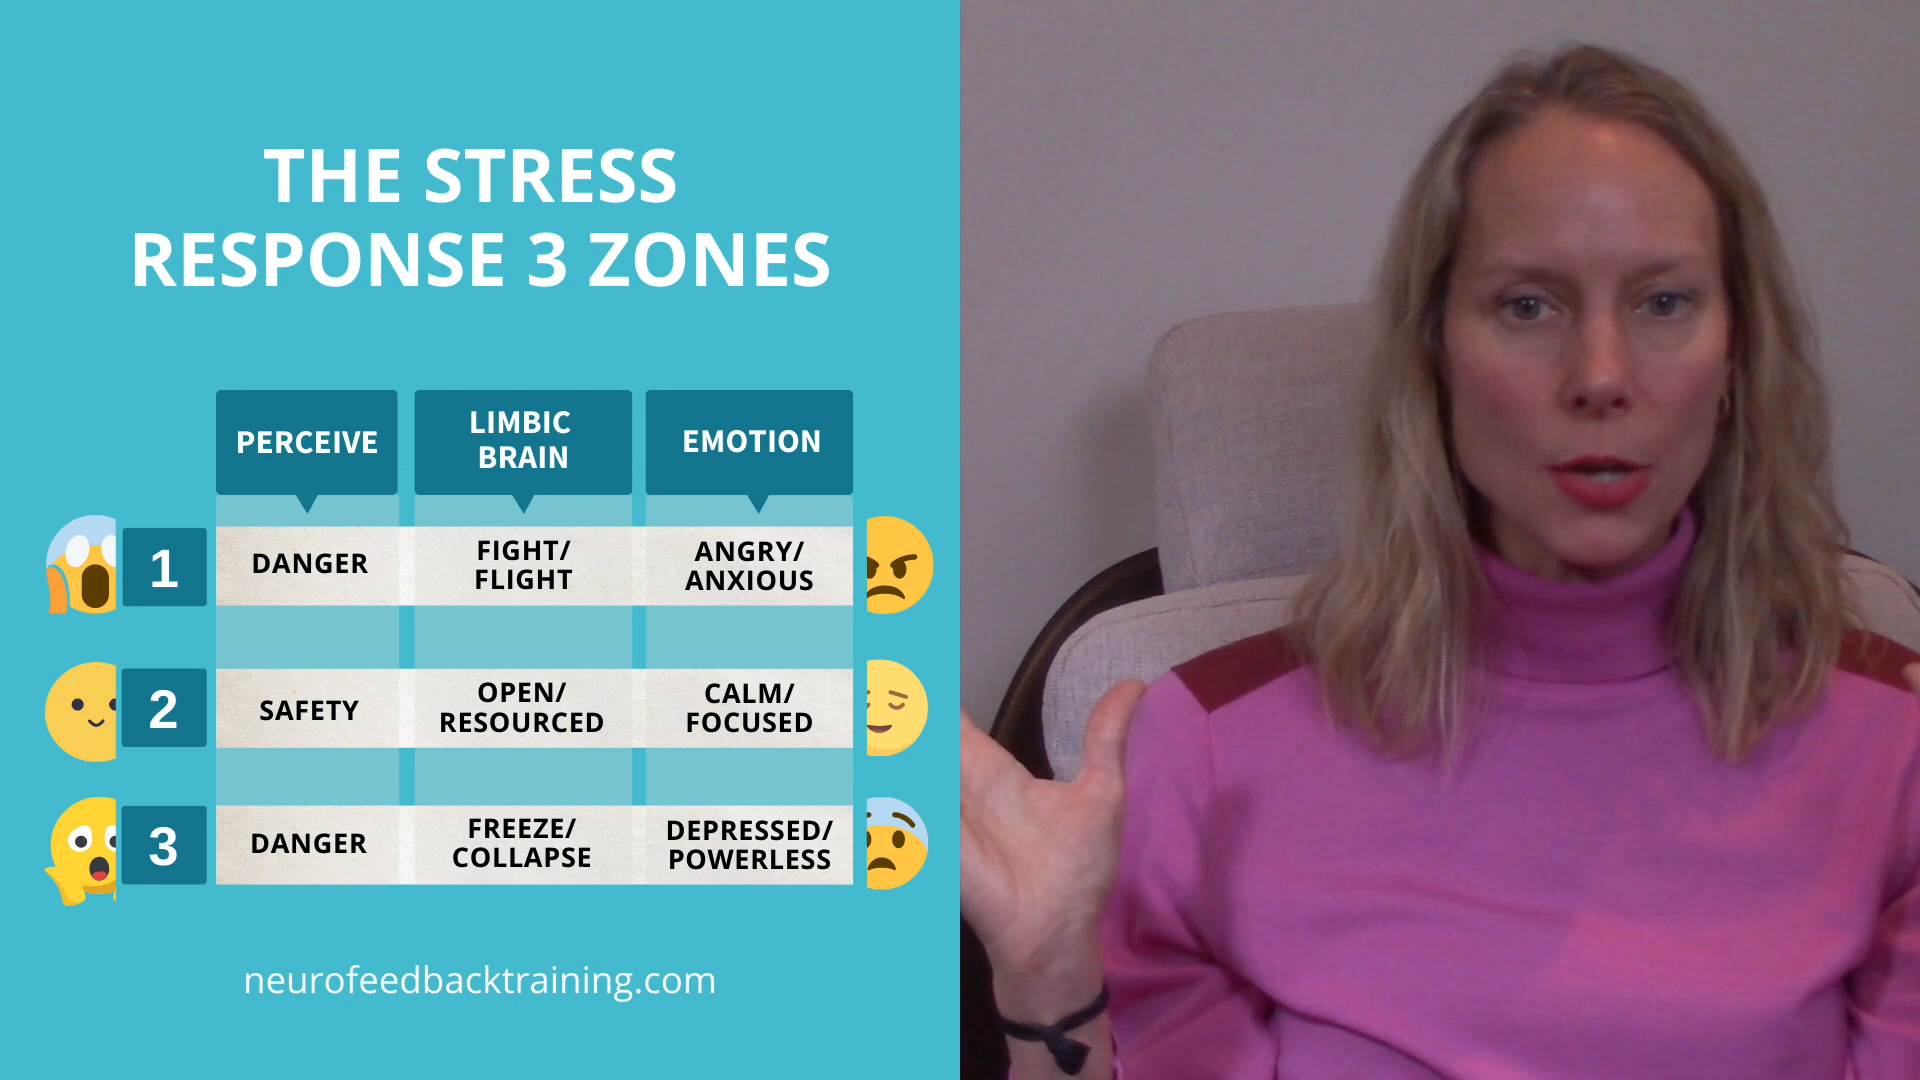 THE STRESS
RESPONSE 3 ZONES
PERCEIVE
LIMBIC
BRAIN
EMOTION
1
DANGER
FIGHT/
FLIGHT
ANGRY/
ANXIOUS
2
SAFETY
OPEN/
RESOURCED
CALM/
FOCUSED
3
DANGER
FREEZE/
COLLAPSE
DEPRESSED/
POWERLESS
neurofeedbacktraining.com